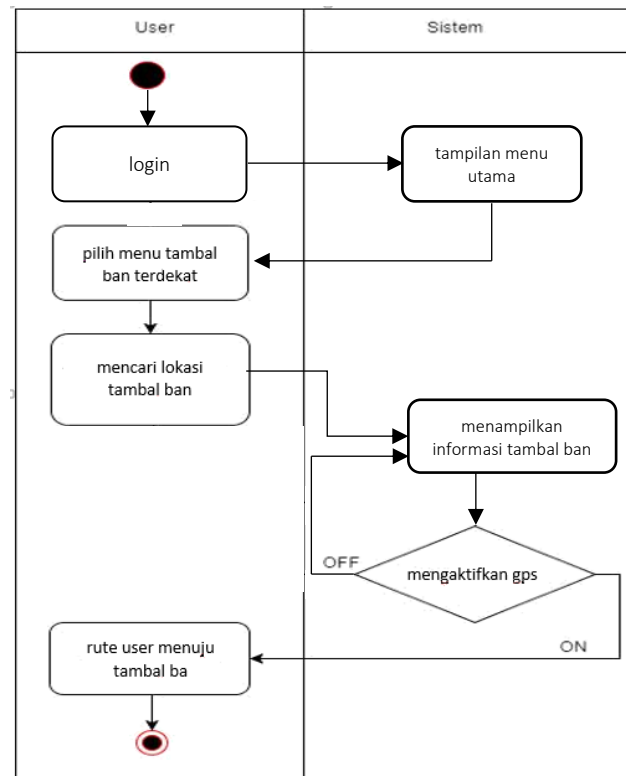 User
Sistem
login
tampilan menu
utama
pilih menu tambal
ban terdekat
mencari lokasi
tambal ban
menampilkan
informasi tambal ban
OFF
mengaktifkan gps
ON
rute user menuju
tambal ba